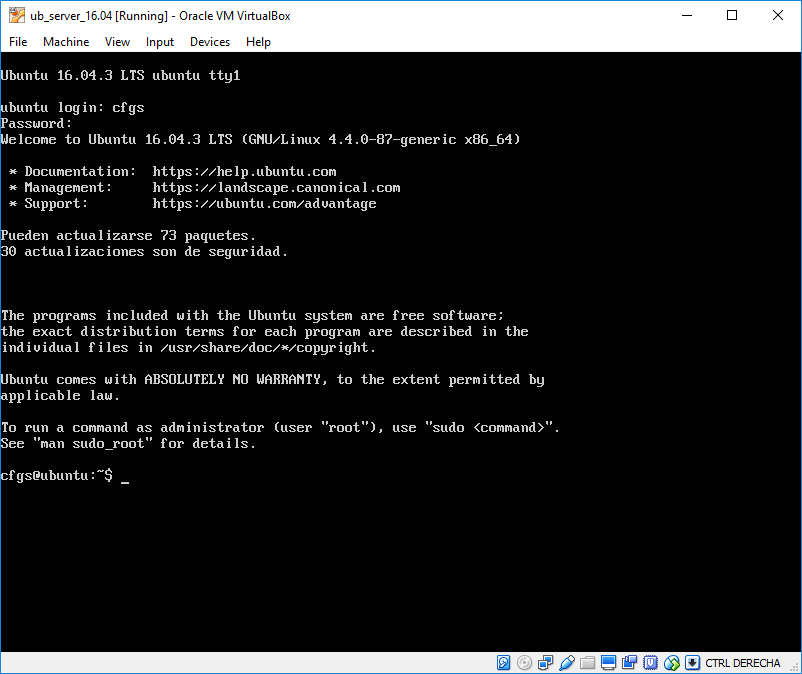 ub_server_16.04 [Running] - Oracle VM VirtualBox
File Machine View Input Devices Help
Ubuntu 16.04.3 LTS ubuntu tty1
ubuntu login: cfgs
Password:
Welcome to Ubuntu 16.04.3 LTS (GNU/Linux 4.4.0-87-generic x86_64)
* Documentation: https://help.ubuntu.com
* Management: https://landscape.canonical.com
* Support: https://ubuntu.com/advantage
Pueden actualizarse 73 paquetes.
30 actualizaciones son de seguridad.
The programs included with the Ubuntu system are free software;
the exact distribution terms for each program are described in the
individual files in /usr/share/doc/*/copyright.
Ubuntu comes with ABSOLUTELY NO WARRANTY, to the extent permitted by
applicable law.
To run a command as administrator (user "root"), use "sudo <command>".
See "man sudo_root" for details.
cfgs@ubuntu:~$ _
CTRL DERECHA